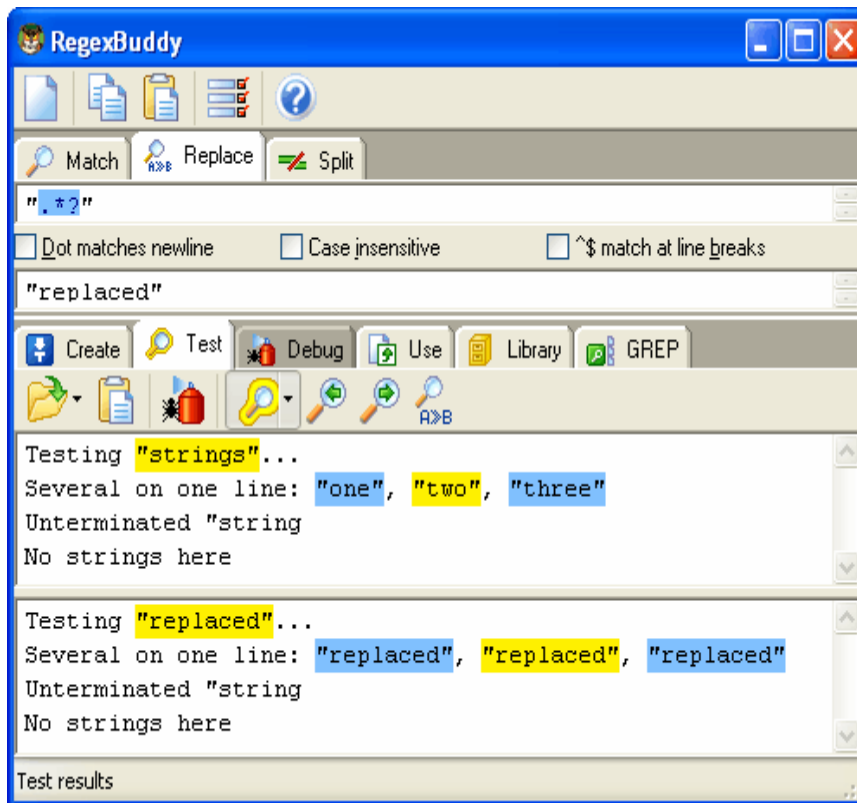 RegexBuddy
Match Replace Split
".*?"
Dot matches newline Case insensitive ^$ match at line breaks
"replaced"
Create Test Debug Use Library GREP
A»B
Testing "strings"...
Several on one line: "one", "two", "three"
Unterminated "string
No strings here
Testing "replaced"...
Several on one line: "replaced", "replaced", "replaced"
Unterminated "string
No strings here
Test results